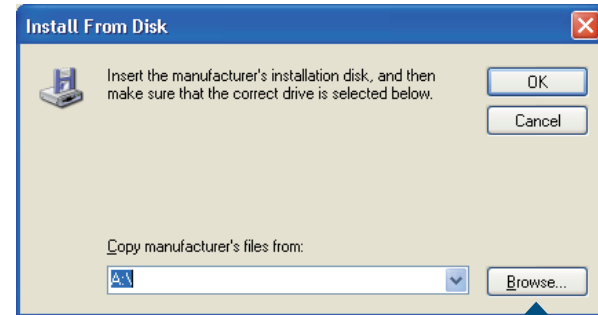 Install From Disk
Insert the manufacturer's installation disk, and then
make sure that the correct drive is selected below.
OK
Cancel
Copy manufacturer's files from:
A:\
Browse...